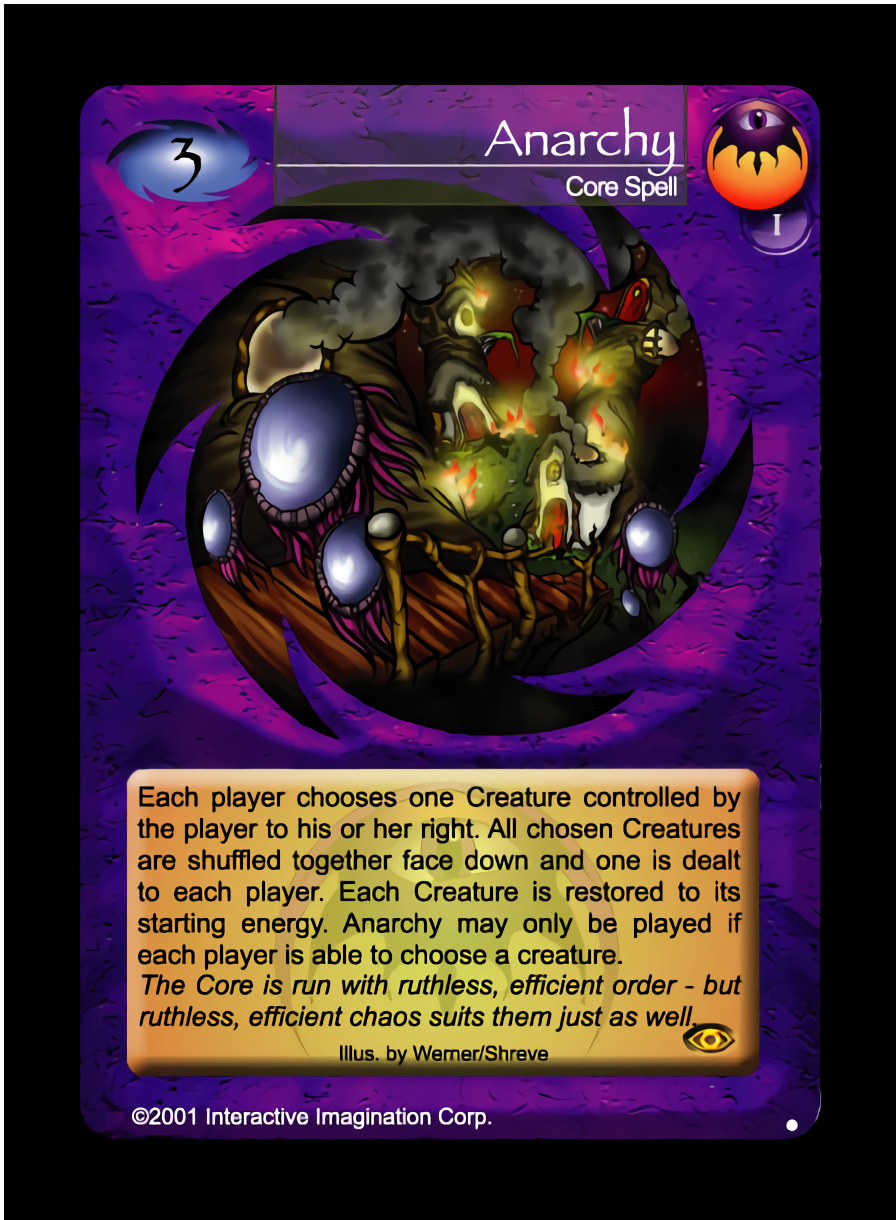 3
Anarchy
Core Spell
I
Each player chooses one Creature controlled by
the player to his or her right. All chosen Creatures
are shuffled together face down and one is dealt
to each player. Each Creature is restored to its
starting energy. Anarchy may only be played if
each player is able to choose a creature.
The Core is run with ruthless, efficient order - but
ruthless, efficient chaos suits them just as well.
Illus. by Werner/Shreve
©2001 Interactive Imagination Corp.